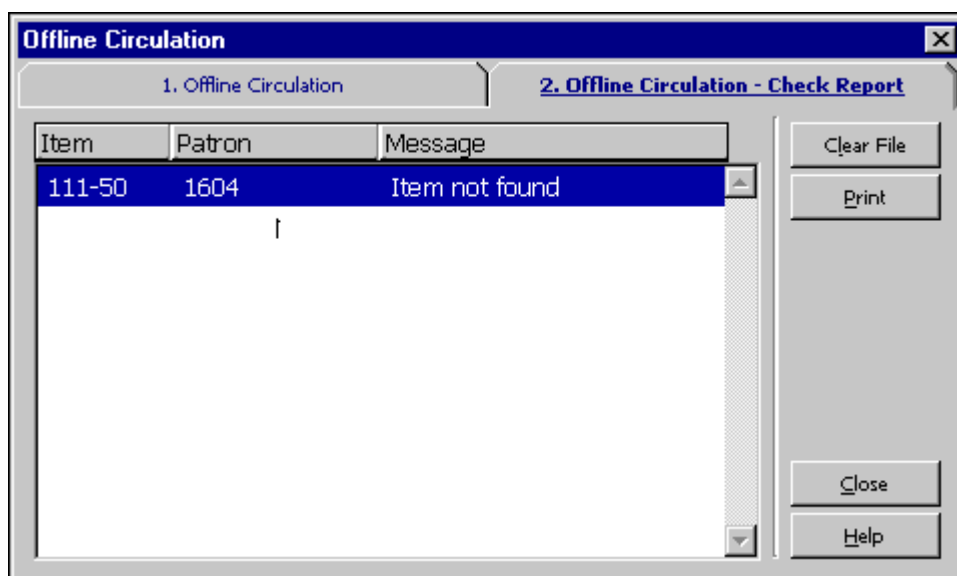 Offline Circulation
1. Offline Circulation
2. Offline Circulation - Check Report
Item Patron Message
111-50 1604 Item not found
Clear File
Print
Close
Help